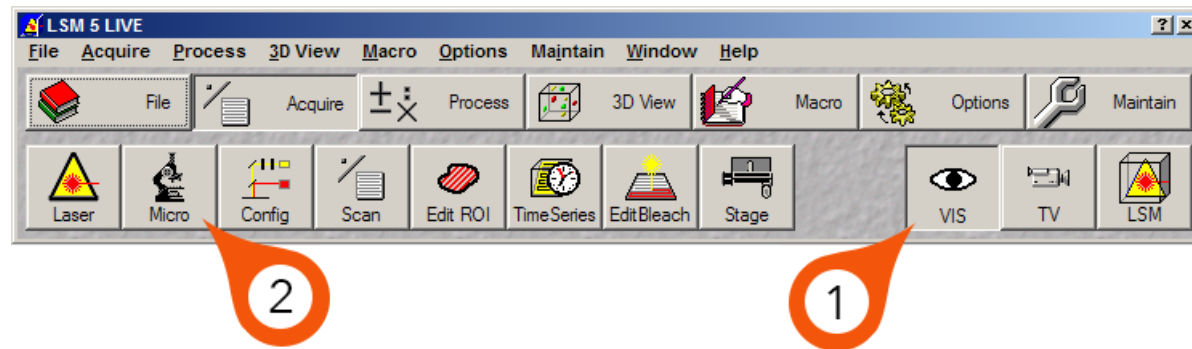 LSM 5 LIVE
File Acquire Process 3D View Macro Options Maintain Window Help
File Acquire Process 3D View Macro Options Maintain
Laser Micro Config Scan Edit ROI TimeSeries EditBleach Stage VIS TV LSM
2 1